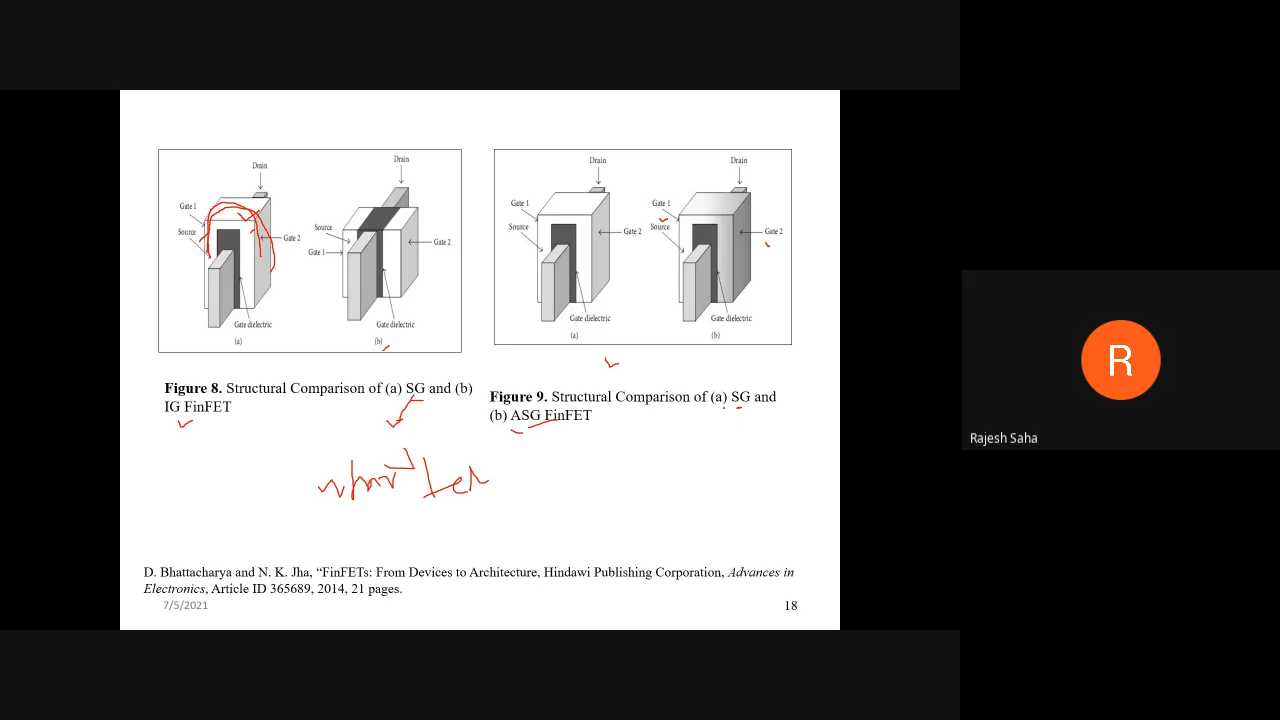 Drain
Gate 1
Source
Gate 2
Gate dielectric
(a)
Drain
Source
Gate 1
Gate 2
Gate dielectric
(b)
Drain
Gate 1
Source
Gate 2
Gate dielectric
(a)
Drain
Gate 1
Source
Gate 2
Gate dielectric
(b)
Figure 8. Structural Comparison of (a) SG and (b)
IG FinFET
Figure 9. Structural Comparison of (a) SG and
(b) ASG FinFET
D. Bhattacharya and N. K. Jha, “FinFETs: From Devices to Architecture, Hindawi Publishing Corporation, Advances in
Electronics, Article ID 365689, 2014, 21 pages.
7/5/2021
18
R
Rajesh Saha